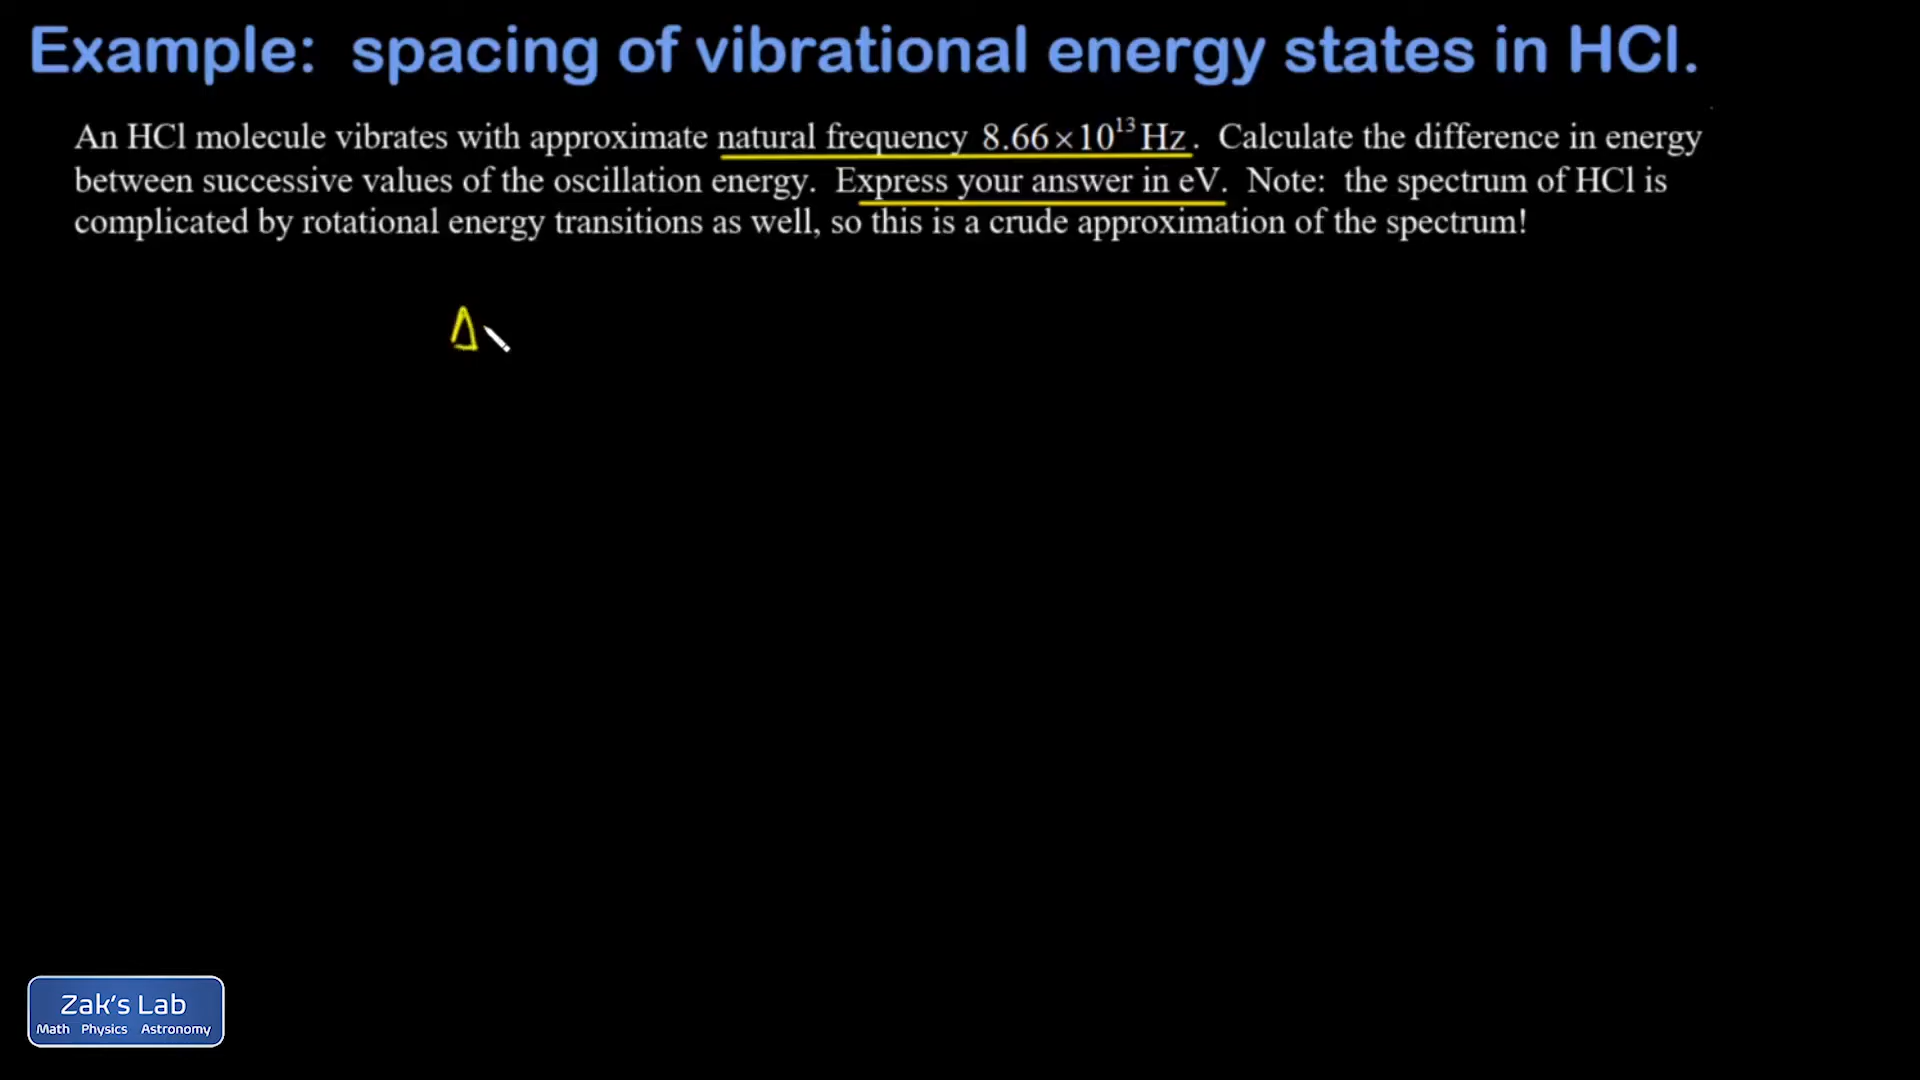 Example: spacing of vibrational energy states in HCl.
An HCl molecule vibrates with approximate natural frequency 8.66×10¹³ Hz. Calculate the difference in energy
between successive values of the oscillation energy. Express your answer in eV. Note: the spectrum of HCl is
complicated by rotational energy transitions as well, so this is a crude approximation of the spectrum!
Δ
Zak's Lab
Math Physics Astronomy